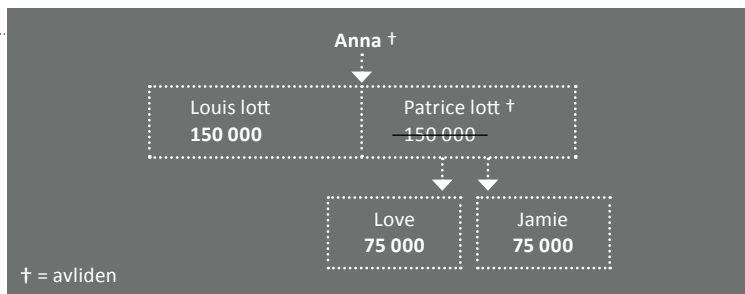 Anna †
Louis lott
150 000
Patrice lott †
150 000
Love
75 000
Jamie
75 000
† = avliden